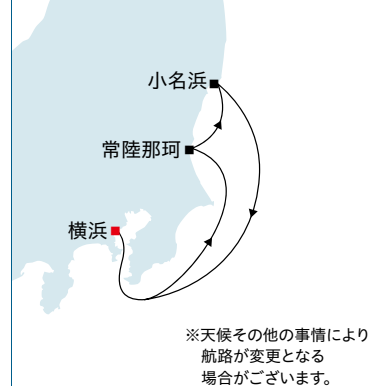 小名浜
常陸那珂
横浜
※天候その他の事情により
航路が変更となる
場合がございます。